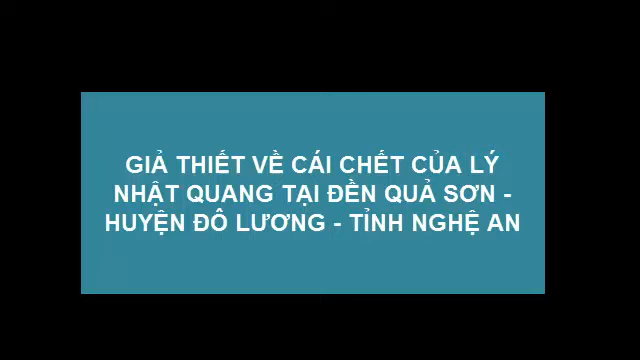 GIẢ THIẾT VỀ CÁI CHẾT CỦA LÝ
NHẬT QUANG TẠI ĐỀN QUẢ SƠN -
HUYỆN ĐÔ LƯƠNG - TỈNH NGHỆ AN